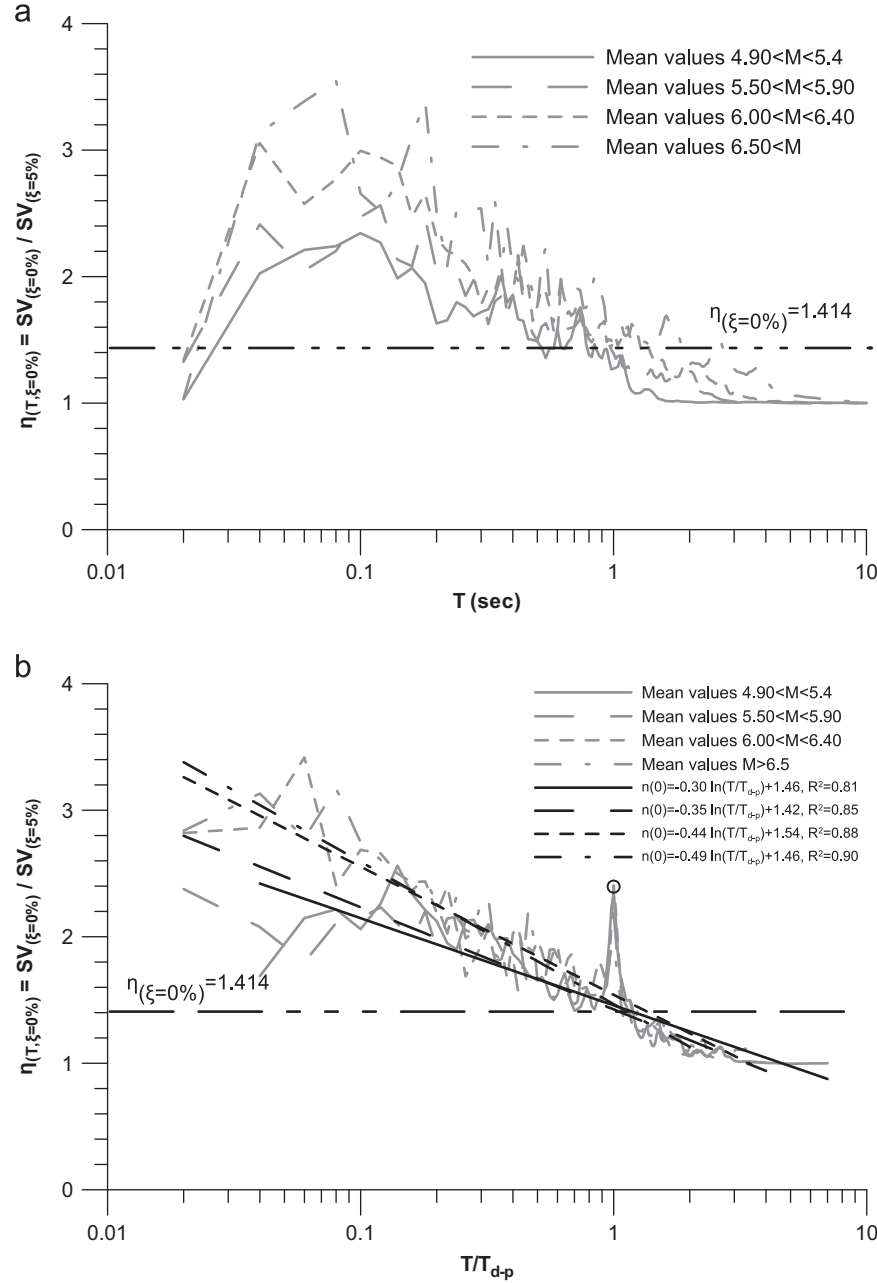 a
4
3
2
1
0
η(T,ξ=0%) = SV(ξ=0%) / SV(ξ=5%)
Mean values 4.90<M<5.4
Mean values 5.50<M<5.90
Mean values 6.00<M<6.40
Mean values 6.50<M
η(ξ=0%)=1.414
0.01
0.1
1
10
T (sec)
b
4
3
2
1
0
η(T,ξ=0%) = SV(ξ=0%) / SV(ξ=5%)
Mean values 4.90<M<5.4
Mean values 5.50<M<5.90
Mean values 6.00<M<6.40
Mean values M>6.5
n(0)=-0.30 ln(T/Td-p)+1.46, R²=0.81
n(0)=-0.35 ln(T/Td-p)+1.42, R²=0.85
n(0)=-0.44 ln(T/Td-p)+1.54, R²=0.88
n(0)=-0.49 ln(T/Td-p)+1.46, R²=0.90
η(ξ=0%)=1.414
0.01
0.1
1
10
T/Td-p